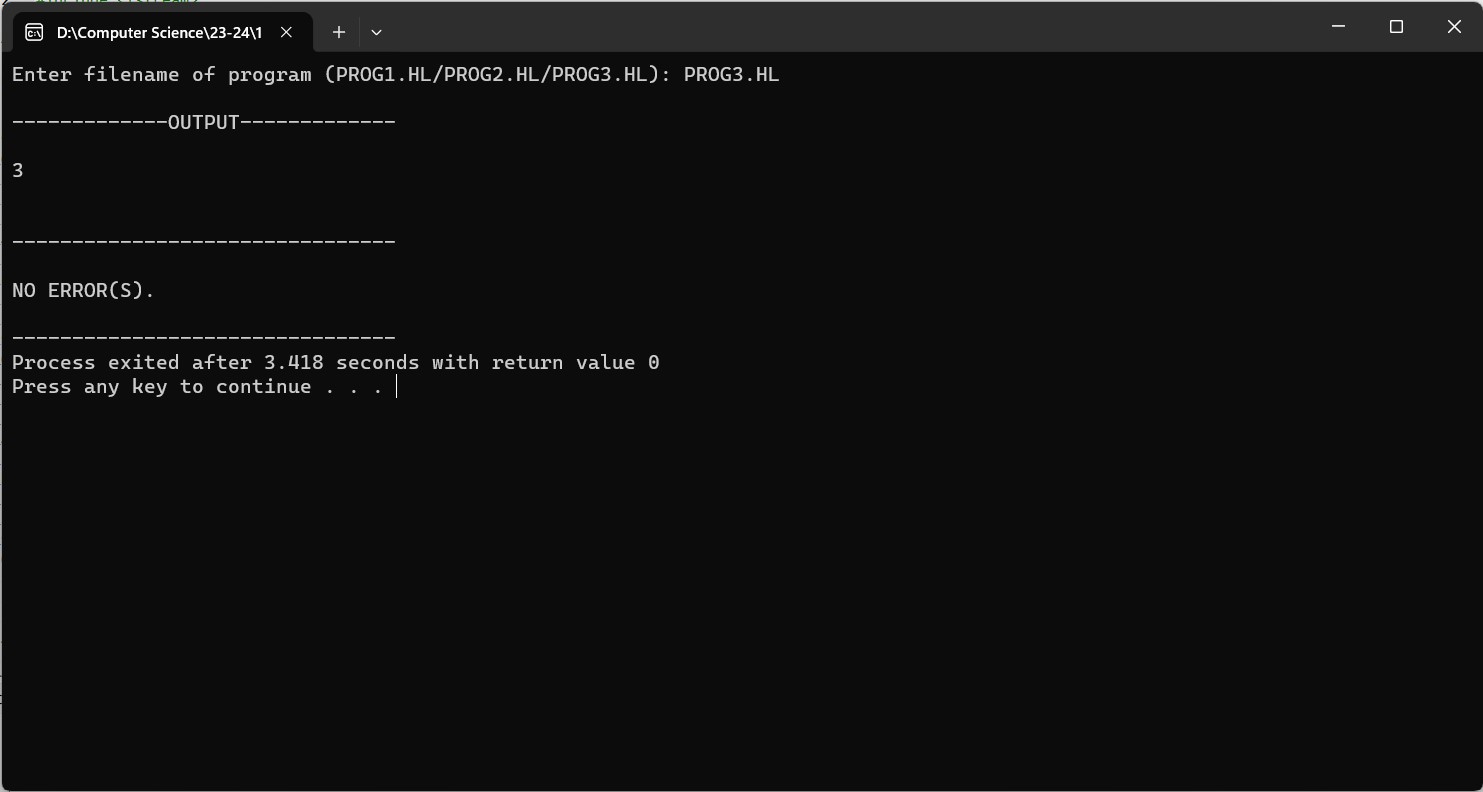 D:\Computer Science\23-24\1
Enter filename of program (PROG1.HL/PROG2.HL/PROG3.HL): PROG3.HL
-------------OUTPUT-------------
3
--------------------------------
NO ERROR(S).
--------------------------------
Process exited after 3.418 seconds with return value 0
Press any key to continue . . .